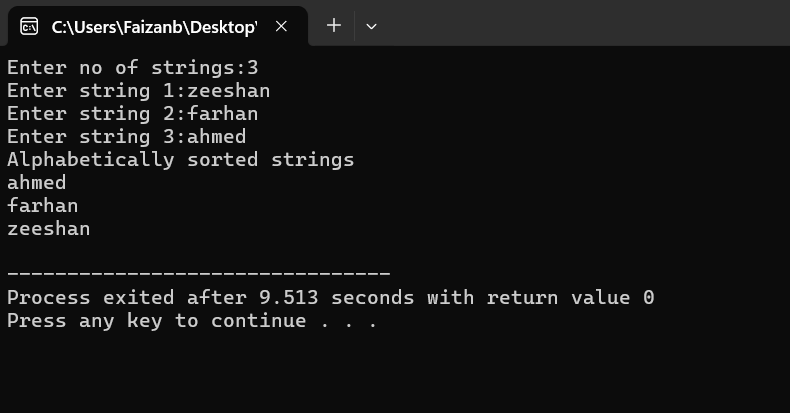 C:\Users\Faizanb\Desktop\
Enter no of strings:3
Enter string 1:zeeshan
Enter string 2:farhan
Enter string 3:ahmed
Alphabetically sorted strings
ahmed
farhan
zeeshan
--------------------------------
Process exited after 9.513 seconds with return value 0
Press any key to continue . . .